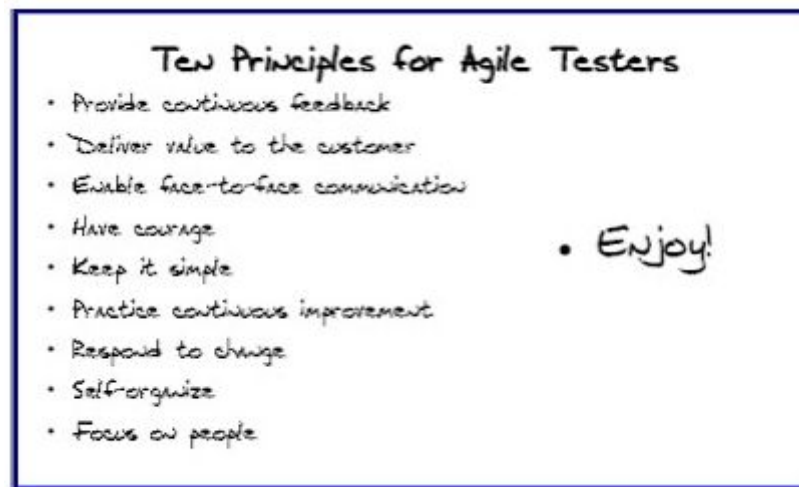 Ten Principles for Agile Testers
• Provide continuous feedback
• Deliver value to the customer
• Enable face-to-face communication
• Have courage
• Keep it simple
• Practice continuous improvement
• Respond to change
• Self-organize
• Focus on people
• Enjoy!